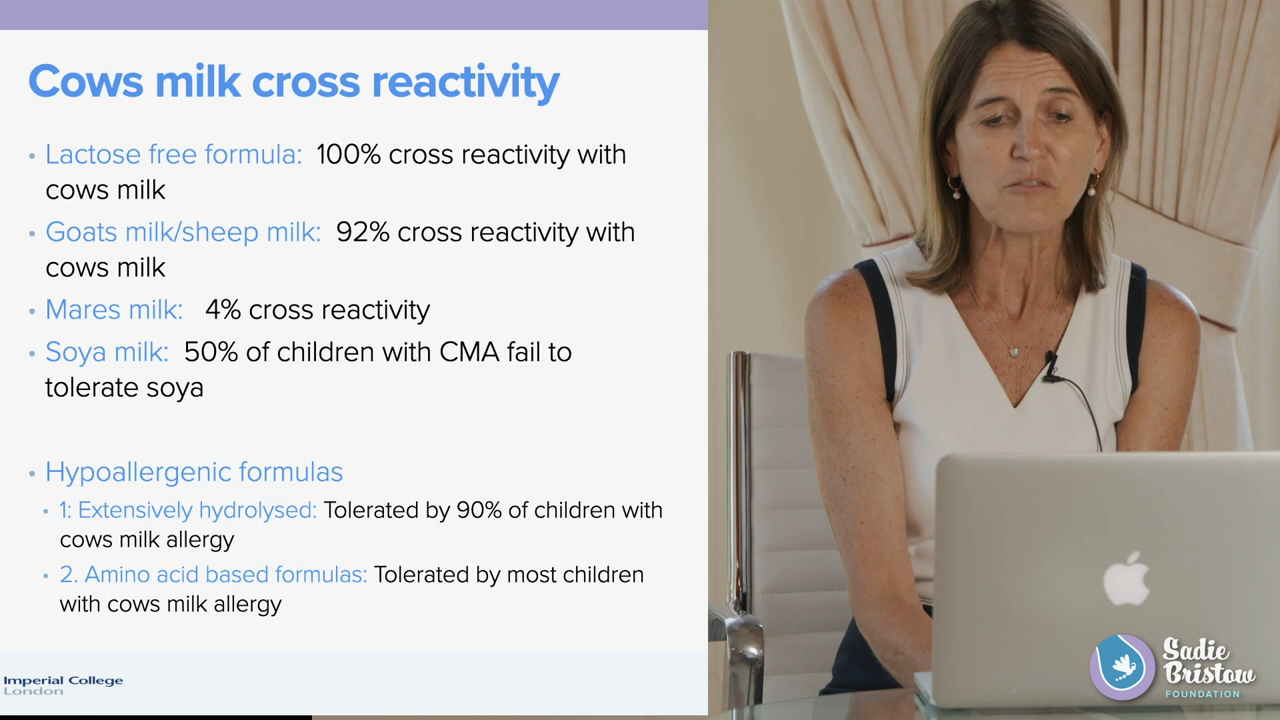 Cows milk cross reactivity
• Lactose free formula: 100% cross reactivity with
cows milk
• Goats milk/sheep milk: 92% cross reactivity with
cows milk
• Mares milk: 4% cross reactivity
• Soya milk: 50% of children with CMA fail to
tolerate soya
• Hypoallergenic formulas
• 1: Extensively hydrolysed: Tolerated by 90% of children with
cows milk allergy
• 2. Amino acid based formulas: Tolerated by most children
with cows milk allergy
Imperial College
London
Sadie
Bristow
FOUNDATION